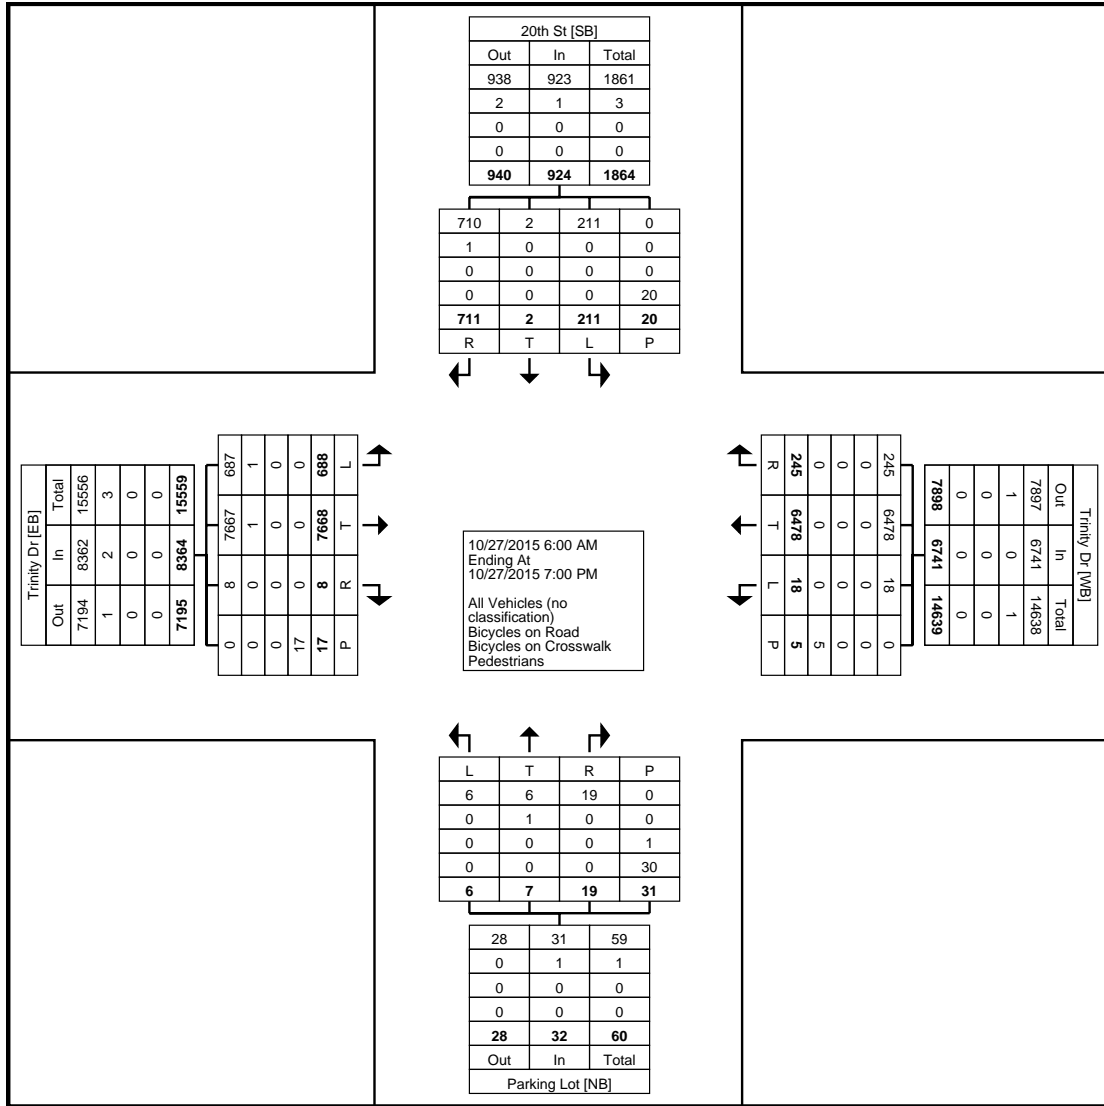 20th St [SB]
Out In Total
938 923 1861
2 1 3
0 0 0
0 0 0
940 924 1864
710 2 211 0
1 0 0 0
0 0 0 0
0 0 0 20
711 2 211 20
R T L P
Trinity Dr [EB]
Total In Out
15556 8362 7194
3 2 1
0 0 0
0 0 0
15559 8364 7195
687 7667 8 0
1 1 0 0
0 0 0 0
0 0 0 17
688 7668 8 17
L T R P
10/27/2015 6:00 AM
Ending At
10/27/2015 7:00 PM
All Vehicles (no
classification)
Bicycles on Road
Bicycles on Crosswalk
Pedestrians
R T L P
245 6478 18 5
0 0 0 5
0 0 0 0
0 0 0 0
245 6478 18 0
7898 6741 14639
0 0 0
0 0 0
1 0 1
7897 6741 14638
Out In Total
Trinity Dr [WB]
L T R P
6 6 19 0
0 1 0 0
0 0 0 1
0 0 0 30
6 7 19 31
28 31 59
0 1 1
0 0 0
0 0 0
28 32 60
Out In Total
Parking Lot [NB]